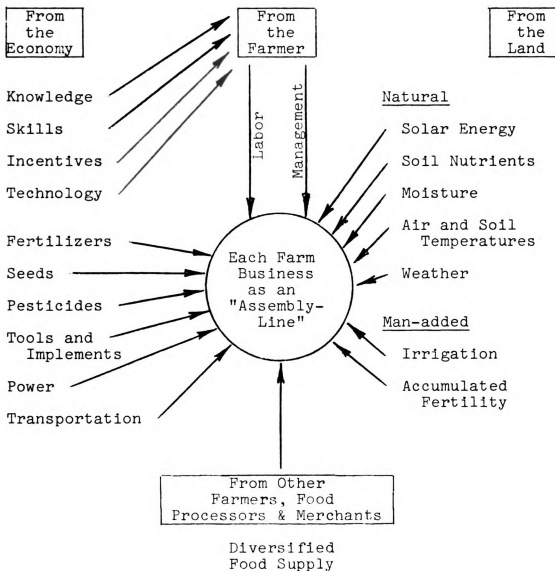 From
the
Economy
From
the
Farmer
From
the
Land
Knowledge
Skills
Incentives
Technology
Labor
Management
Fertilizers
Seeds
Pesticides
Tools and
Implements
Power
Transportation
Each Farm
Business
as an
"Assembly-
Line"
Natural
Solar Energy
Soil Nutrients
Moisture
Air and Soil
Temperatures
Weather
Man-added
Irrigation
Accumulated
Fertility
From Other
Farmers, Food
Processors & Merchants
Diversified
Food Supply